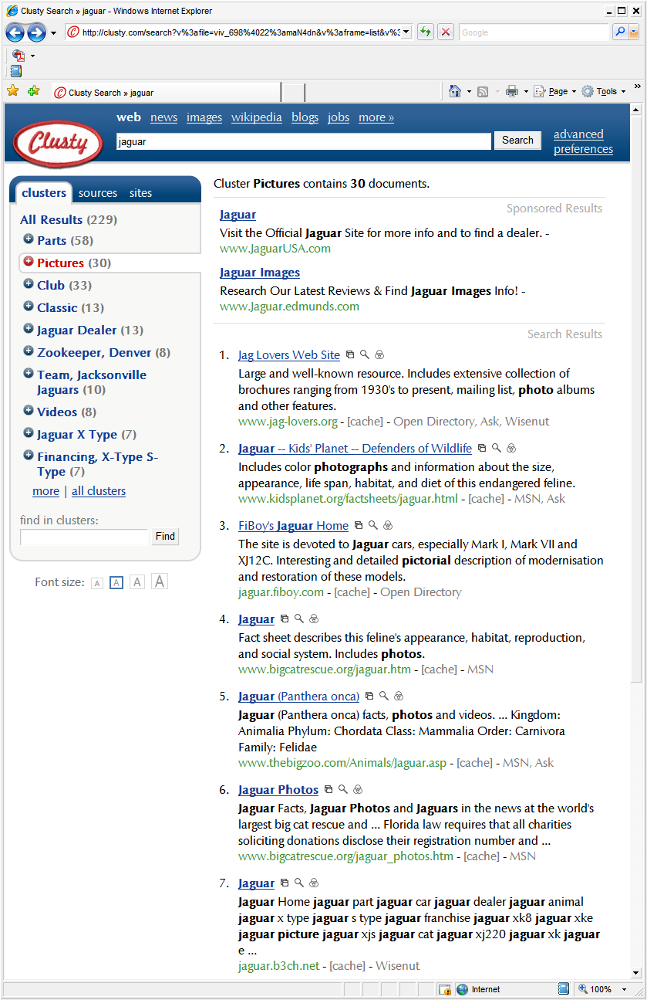 Clusty Search » jaguar - Windows Internet Explorer
http://clusty.com/search?v%3afile=viv_698%4022%3amaN4dn&v%3aframe=list&v%3
Google
Clusty Search » jaguar
Page
Tools
»
Clusty
web news images wikipedia blogs jobs more »
jaguar
Search
advanced
preferences
clusters sources sites
All Results (229)
Parts (58)
Pictures (30)
Club (33)
Classic (13)
Jaguar Dealer (13)
Zookeeper, Denver (8)
Team, Jacksonville
Jaguars (10)
Videos (8)
Jaguar X Type (7)
Financing, X-Type S-
Type (7)
more | all clusters
find in clusters:
Find
Font size: A A A A
Cluster Pictures contains 30 documents.
Sponsored Results
Jaguar
Visit the Official Jaguar Site for more info and to find a dealer. -
www.JaguarUSA.com
Jaguar Images
Research Our Latest Reviews & Find Jaguar Images Info! -
www.Jaguar.edmunds.com
Search Results
1. Jag Lovers Web Site
Large and well-known resource. Includes extensive collection of
brochures ranging from 1930's to present, mailing list, photo albums
and other features.
www.jag-lovers.org - [cache] - Open Directory, Ask, Wisenut
2. Jaguar -- Kids' Planet -- Defenders of Wildlife
Includes color photographs and information about the size,
appearance, life span, habitat, and diet of this endangered feline.
www.kidsplanet.org/factsheets/jaguar.html - [cache] - MSN, Ask
3. FiBoy's Jaguar Home
The site is devoted to Jaguar cars, especially Mark I, Mark VII and
XJ12C. Interesting and detailed pictorial description of modernisation
and restoration of these models.
jaguar.fiboy.com - [cache] - Open Directory
4. Jaguar
Fact sheet describes this feline's appearance, habitat, reproduction,
and social system. Includes photos.
www.bigcatrescue.org/jaguar.htm - [cache] - MSN
5. Jaguar (Panthera onca)
Jaguar (Panthera onca) facts, photos and videos. ... Kingdom:
Animalia Phylum: Chordata Class: Mammalia Order: Carnivora
Family: Felidae
www.thebigzoo.com/Animals/Jaguar.asp - [cache] - MSN, Ask
6. Jaguar Photos
Jaguar Facts, Jaguar Photos and Jaguars in the news at the world's
largest big cat rescue and ... Florida law requires that all charities
soliciting donations disclose their registration number and ...
www.bigcatrescue.org/jaguar_photos.htm - [cache] - MSN
7. Jaguar
Jaguar Home jaguar part jaguar car jaguar dealer jaguar animal
jaguar x type jaguar s type jaguar franchise jaguar xk8 jaguar xke
jaguar picture jaguar xjs jaguar cat jaguar xj220 jaguar xk jaguar
e ...
jaguar.b3ch.net - [cache] - Wisenut
Internet
100%